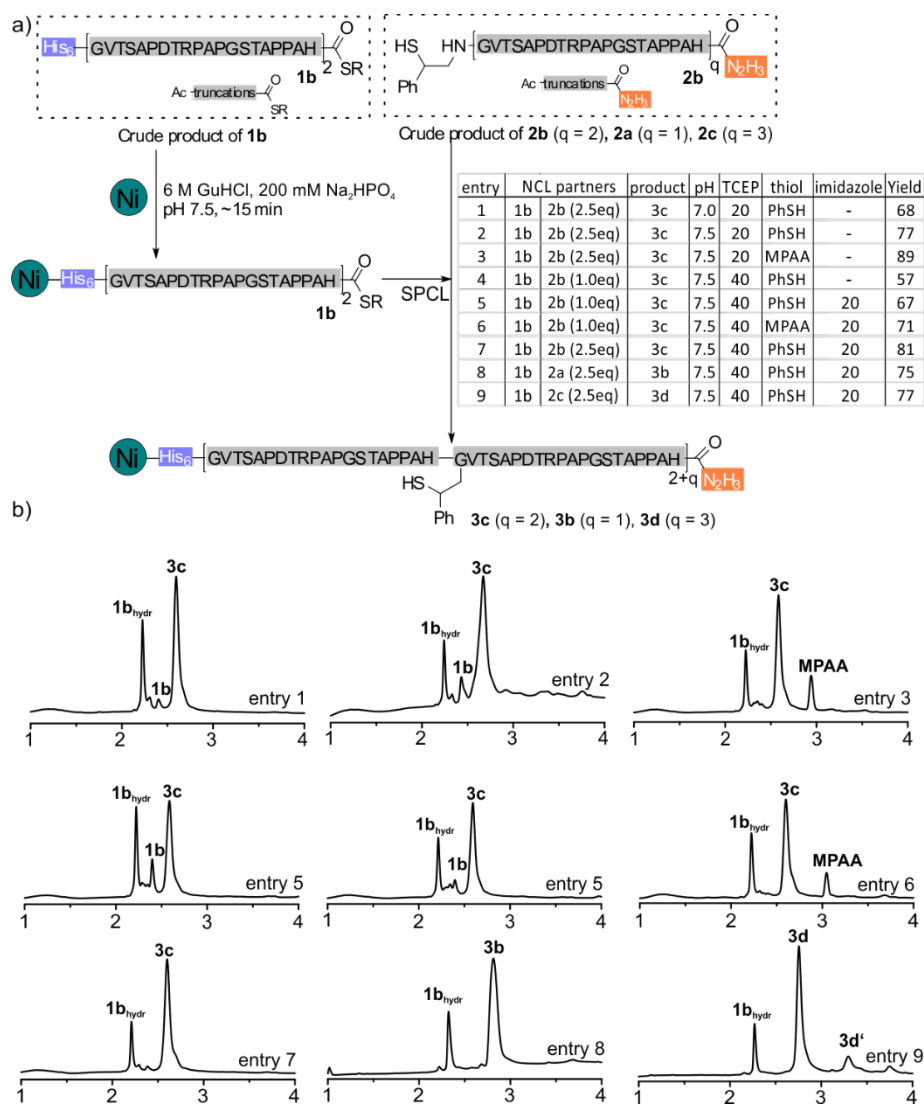 a)
His₆ GVTSAPDTRPAPGSTAPPAH 2 O SR
1b
Ac truncations O SR
HS Ph HN GVTSAPDTRPAPGSTAPPAH q O N₂H₃
2b
Ac truncations O N₂H₃
Crude product of 1b
Crude product of 2b (q = 2), 2a (q = 1), 2c (q = 3)
Ni
6 M GuHCl, 200 mM Na₂HPO₄
pH 7.5, ~15 min
entry NCL partners product pH TCEP thiol imidazole Yield
1 1b 2b (2.5eq) 3c 7.0 20 PhSH - 68
2 1b 2b (2.5eq) 3c 7.5 20 PhSH - 77
3 1b 2b (2.5eq) 3c 7.5 20 MPAA - 89
4 1b 2b (1.0eq) 3c 7.5 40 PhSH - 57
5 1b 2b (1.0eq) 3c 7.5 40 PhSH 20 67
6 1b 2b (1.0eq) 3c 7.5 40 MPAA 20 71
7 1b 2b (2.5eq) 3c 7.5 40 PhSH 20 81
8 1b 2a (2.5eq) 3b 7.5 40 PhSH 20 75
9 1b 2c (2.5eq) 3d 7.5 40 PhSH 20 77
Ni His₆ GVTSAPDTRPAPGSTAPPAH 2 O SR
1b
SPCL
Ni His₆ GVTSAPDTRPAPGSTAPPAH GVTSAPDTRPAPGSTAPPAH 2+q O N₂H₃
HS
Ph
3c (q = 2), 3b (q = 1), 3d (q = 3)
b)
3c
1bhydr
1b
entry 1
1 2 3 4
3c
1bhydr
1b
entry 2
1 2 3 4
3c
1bhydr
MPAA
entry 3
1 2 3 4
1bhydr
3c
1b
entry 5
1 2 3 4
3c
1bhydr
1b
entry 5
1 2 3 4
3c
1bhydr
MPAA
entry 6
1 2 3 4
3c
1bhydr
entry 7
1 2 3 4
3b
1bhydr
entry 8
1 2 3 4
3d
1bhydr
3d‘
entry 9
1 2 3 4